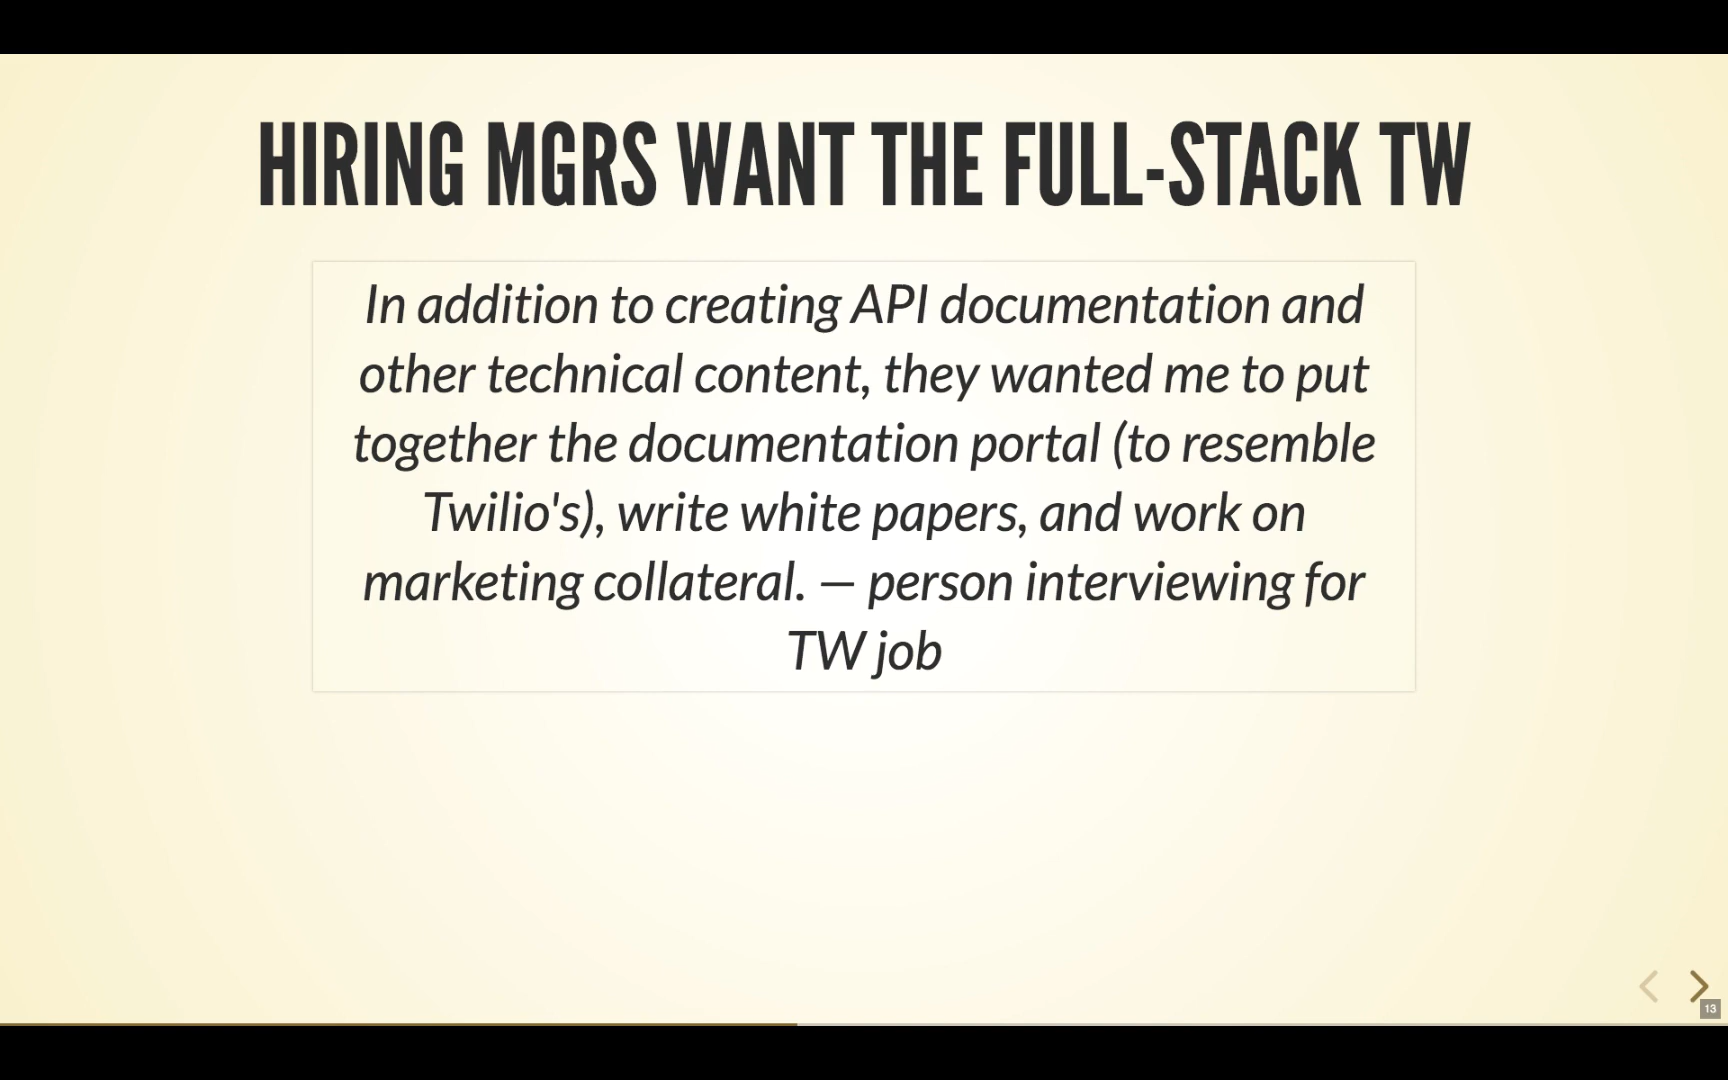 HIRING MGRS WANT THE FULL-STACK TW
In addition to creating API documentation and
other technical content, they wanted me to put
together the documentation portal (to resemble
Twilio's), write white papers, and work on
marketing collateral. — person interviewing for
TW job
13